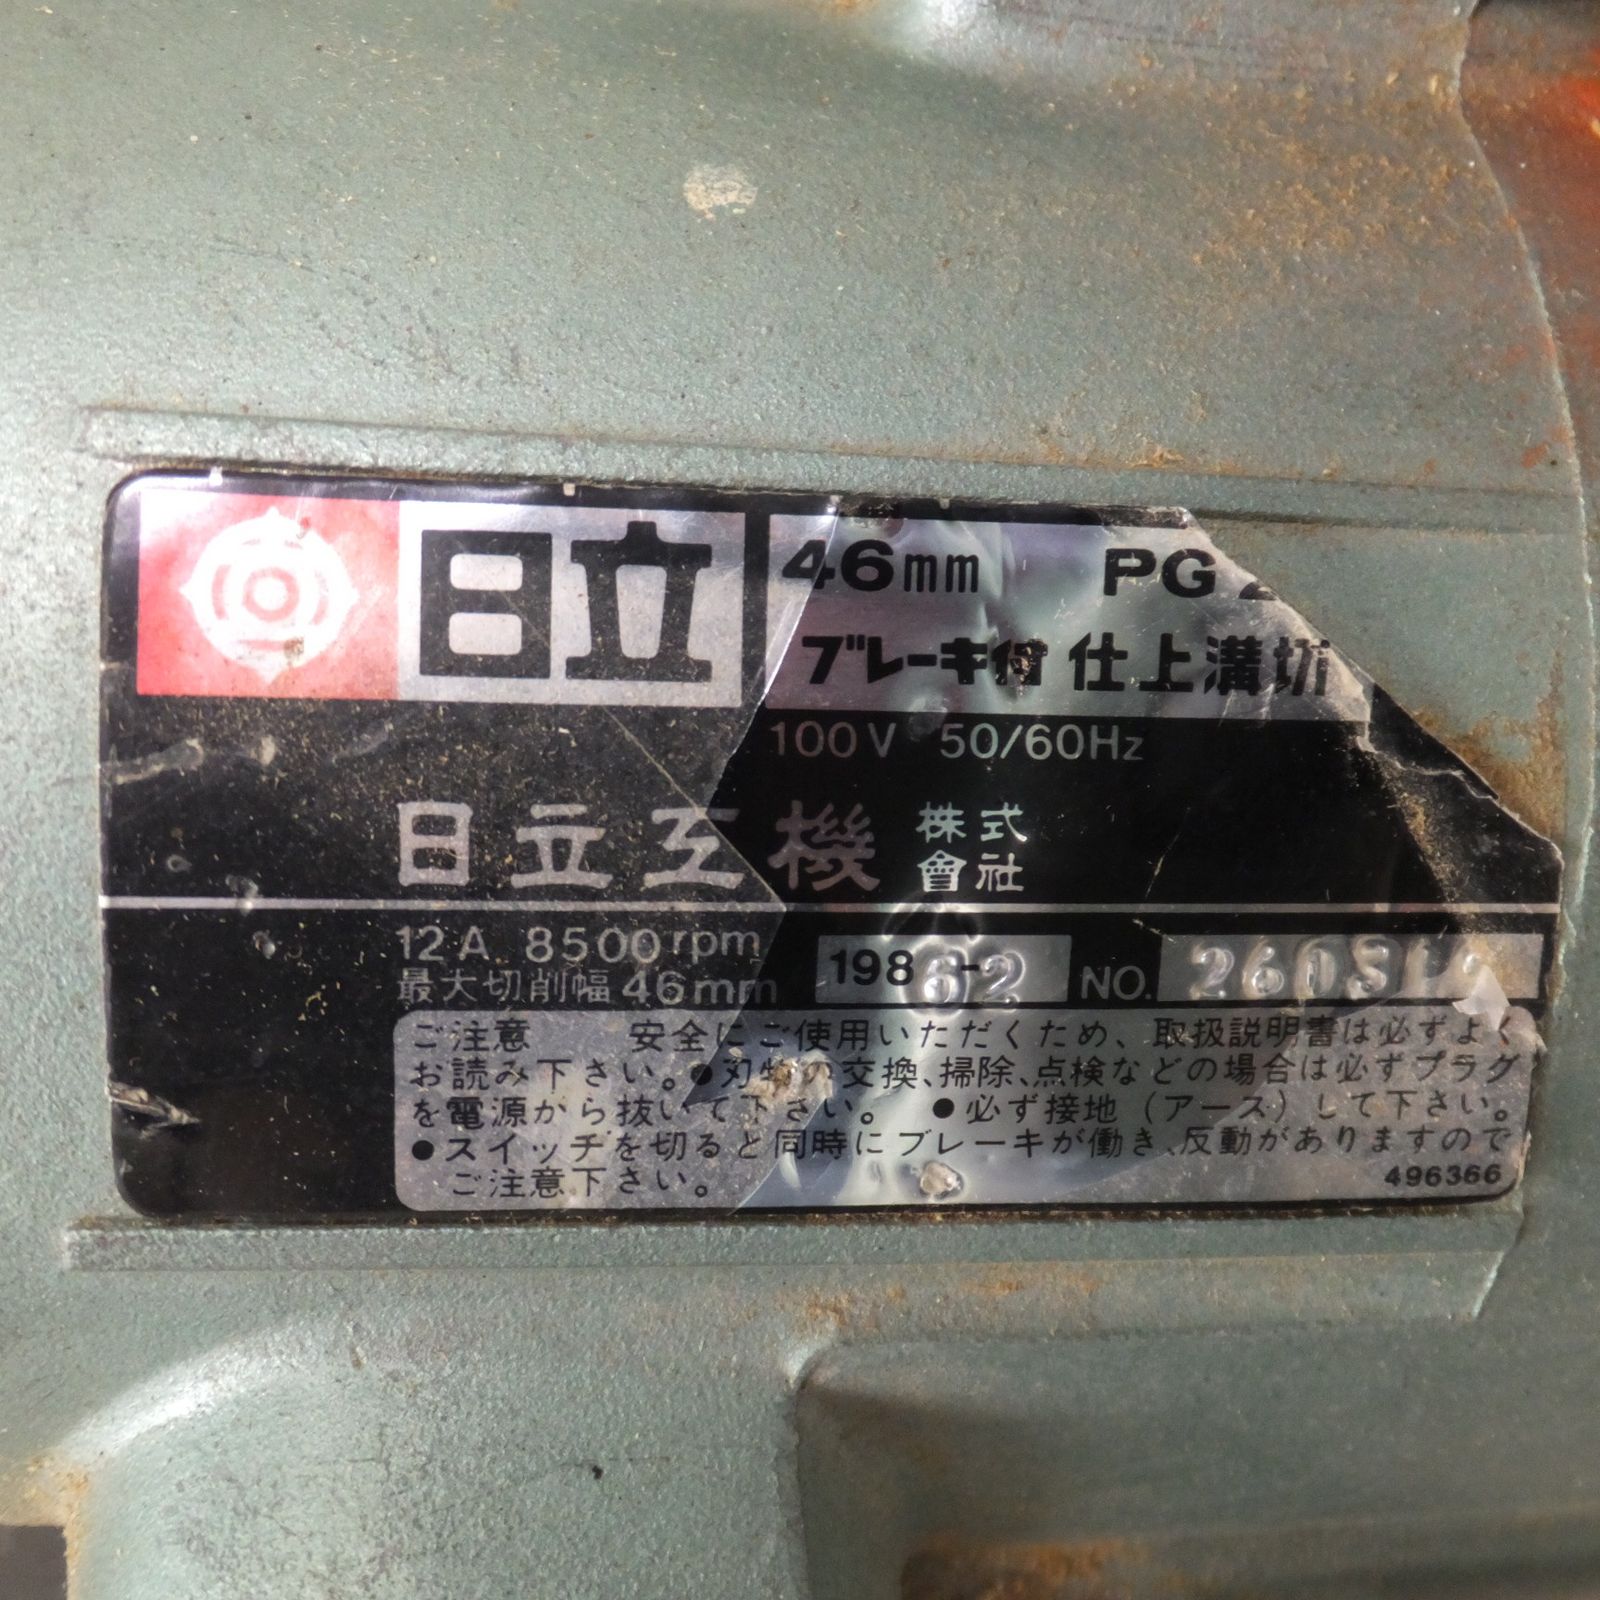 日立
46mm PG
ブレーキ付 仕上溝切
100V 50/60Hz
日立工機 株式會社
12A 8500rpm
最大切削幅 46mm
1986-2 NO.
ご注意 安全にご使用いただくため、取扱説明書は必ずよく
お読み下さい。●刃物の交換、掃除、点検などの場合は必ずプラグ
を電源から抜いて下さい。 ●必ず接地(アース)して下さい。
●スイッチを切ると同時にブレーキが働き、反動がありますので
ご注意下さい。
496366